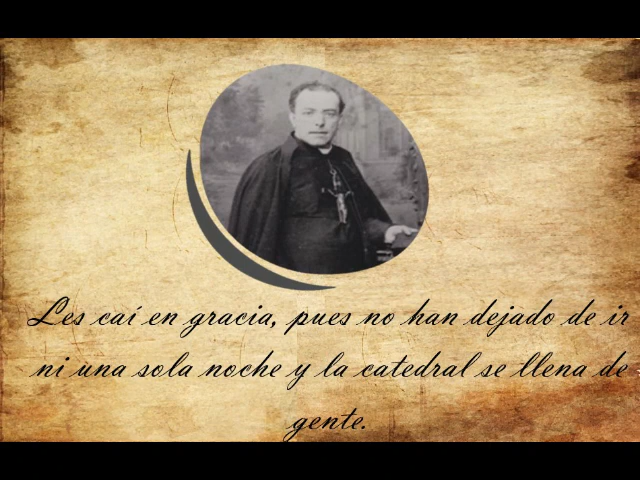 Les caí en gracia, pues no han dejado de ir
ni una sola noche y la catedral se llena de
gente.